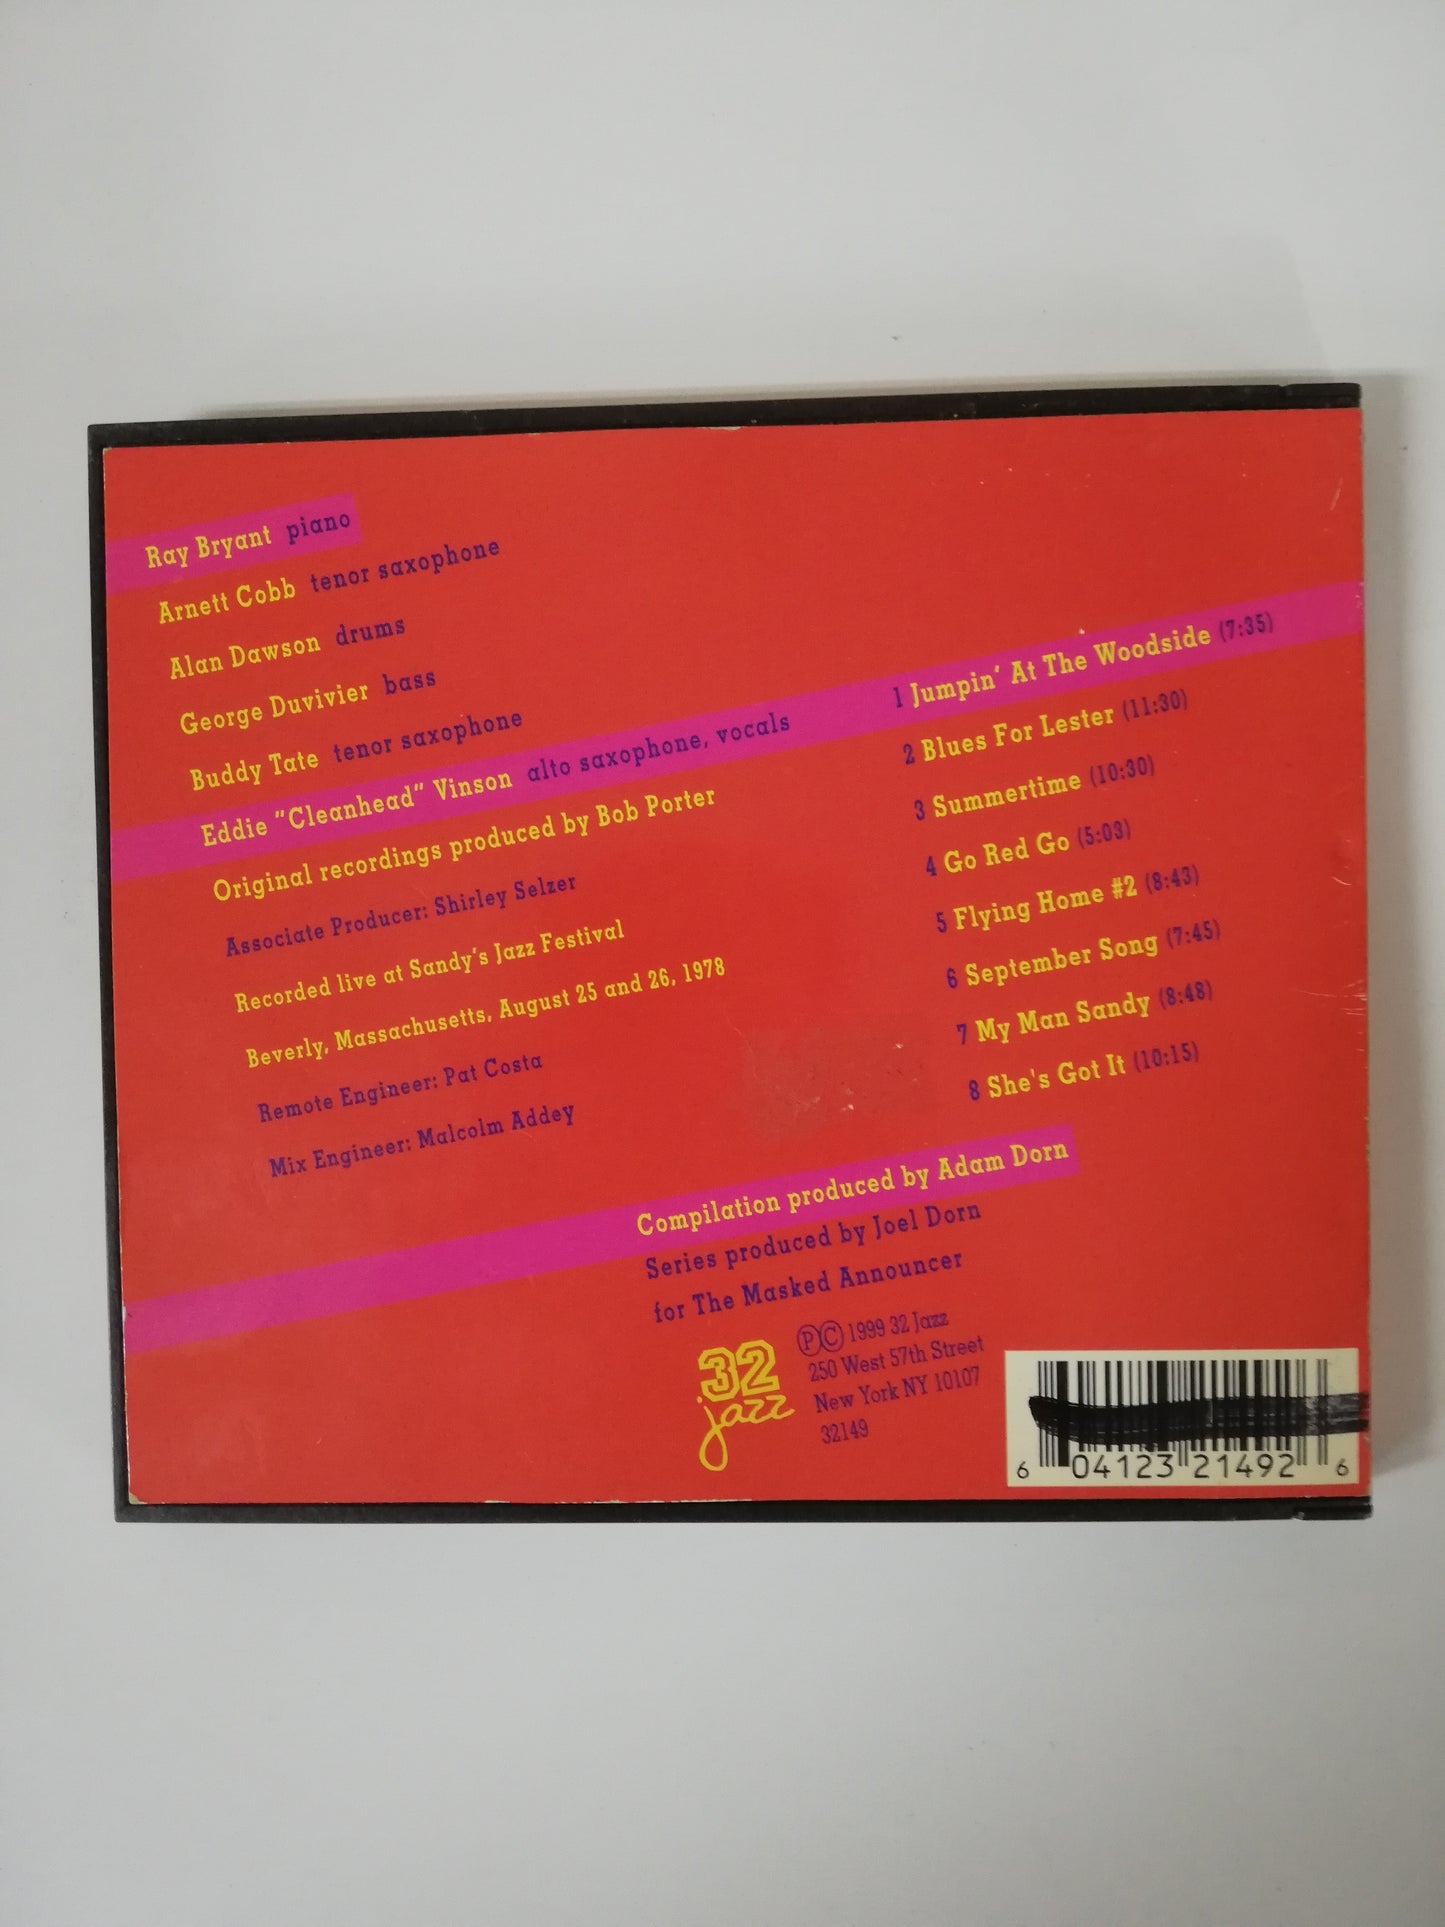 Ray Bryant piano
Arnett Cobb tenor saxophone
Alan Dawson drums
George Duvivier bass
Buddy Tate tenor saxophone
Eddie "Cleanhead" Vinson alto saxophone, vocals
Original recordings produced by Bob Porter
Associate Producer: Shirley Selzer
Recorded live at Sandy's Jazz Festival
Beverly, Massachusetts, August 25 and 26, 1978
Remote Engineer: Pat Costa
Mix Engineer: Malcolm Addey
1 Jumpin' At The Woodside (7:35)
2 Blues For Lester (11:30)
3 Summertime (10:30)
4 Go Red Go (5:03)
5 Flying Home #2 (8:43)
6 September Song (7:45)
7 My Man Sandy (8:48)
8 She's Got It (10:15)
Compilation produced by Adam Dorn
Series produced by Joel Dorn
for The Masked Announcer
32
jazz
ⓅⒸ 1999 32 Jazz
250 West 57th Street
New York NY 10107
32149
6 04123 21492 6